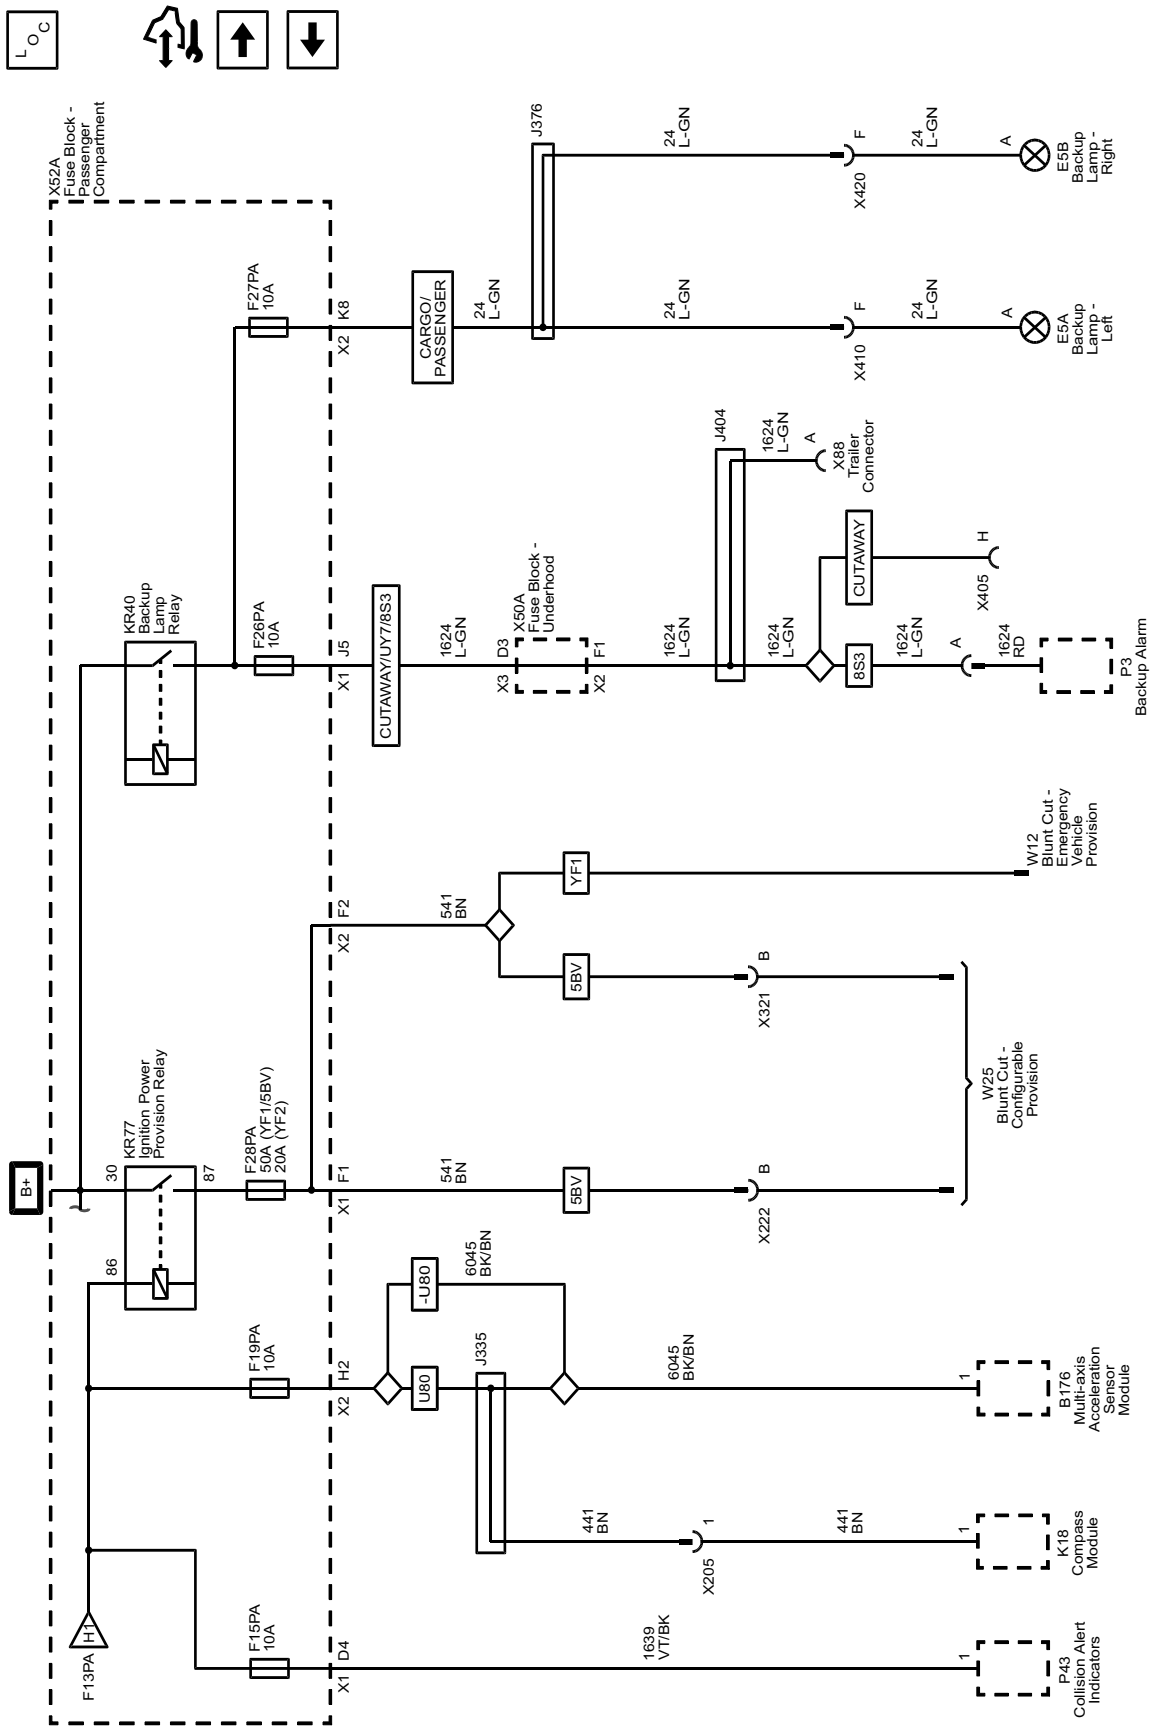 L O C
B+
X52A
Fuse Block -
Passenger
Compartment
F13PA
H1
F15PA
10A
X1
D4
1639
VT/BK
1
P43
Collision Alert
Indicators
F19PA
10A
X2
H2
U80
-U80
6045
BK/BN
J335
441
BN
X205
1
441
BN
1
K18
Compass
Module
6045
BK/BN
1
B176
Multi-axis
Acceleration
Sensor
Module
KR77
Ignition Power
Provision Relay
30
86
87
F28PA
50A (YF1/5BV)
20A (YF2)
X1
F1
541
BN
5BV
X222
B
X2
F2
541
BN
5BV
YF1
X321
B
W25
Blunt Cut -
Configurable
Provision
W12
Blunt Cut -
Emergency
Vehicle
Provision
KR40
Backup
Lamp
Relay
F26PA
10A
X1
J5
CUTAWAY/UY7/8S3
1624
L-GN
X3
D3
X50A
Fuse Block -
Underhood
X2
F1
1624
L-GN
J404
1624
L-GN
A
X88
Trailer
Connector
1624
L-GN
8S3
CUTAWAY
1624
L-GN
A
1624
RD
P3
Backup Alarm
X405
H
F27PA
10A
X2
K8
CARGO/
PASSENGER
24
L-GN
J376
24
L-GN
X410
F
24
L-GN
A
E5A
Backup
Lamp -
Left
24
L-GN
X420
F
24
L-GN
A
E5B
Backup
Lamp -
Right